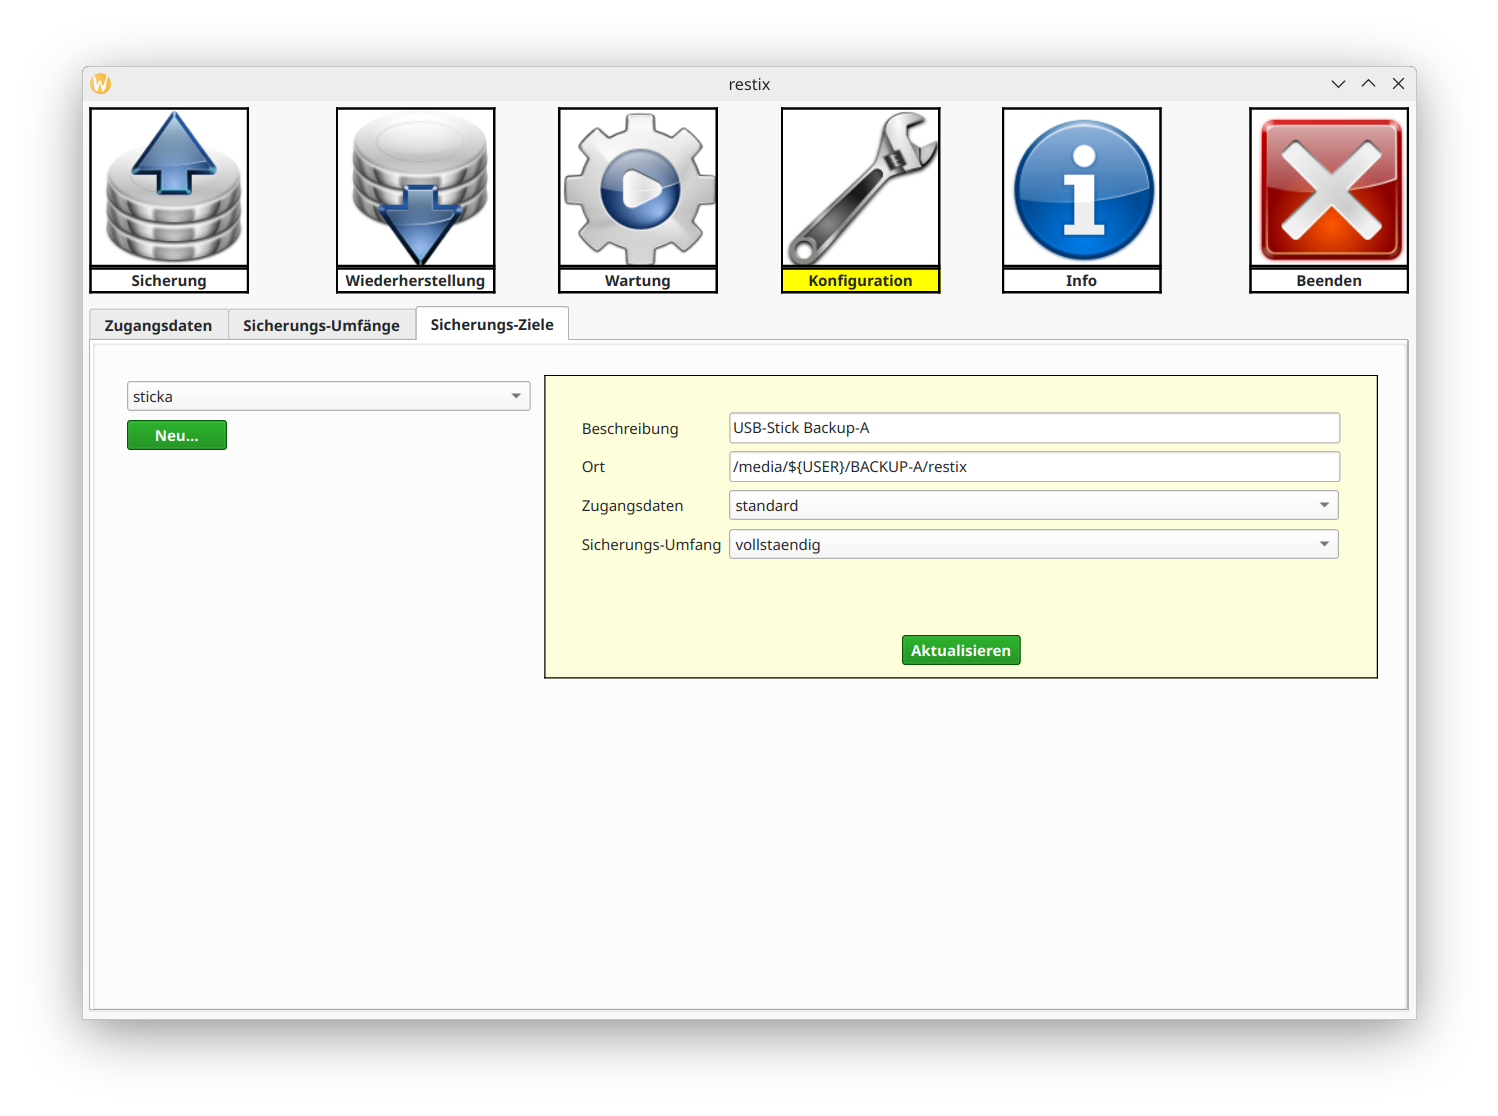 restix
Sicherung
Wiederherstellung
Wartung
Konfiguration
Info
Beenden
Zugangsdaten
Sicherungs-Umfänge
Sicherungs-Ziele
sticka
Neu...
Beschreibung USB-Stick Backup-A
Ort /media/${USER}/BACKUP-A/restix
Zugangsdaten standard
Sicherungs-Umfang vollstaendig
Aktualisieren